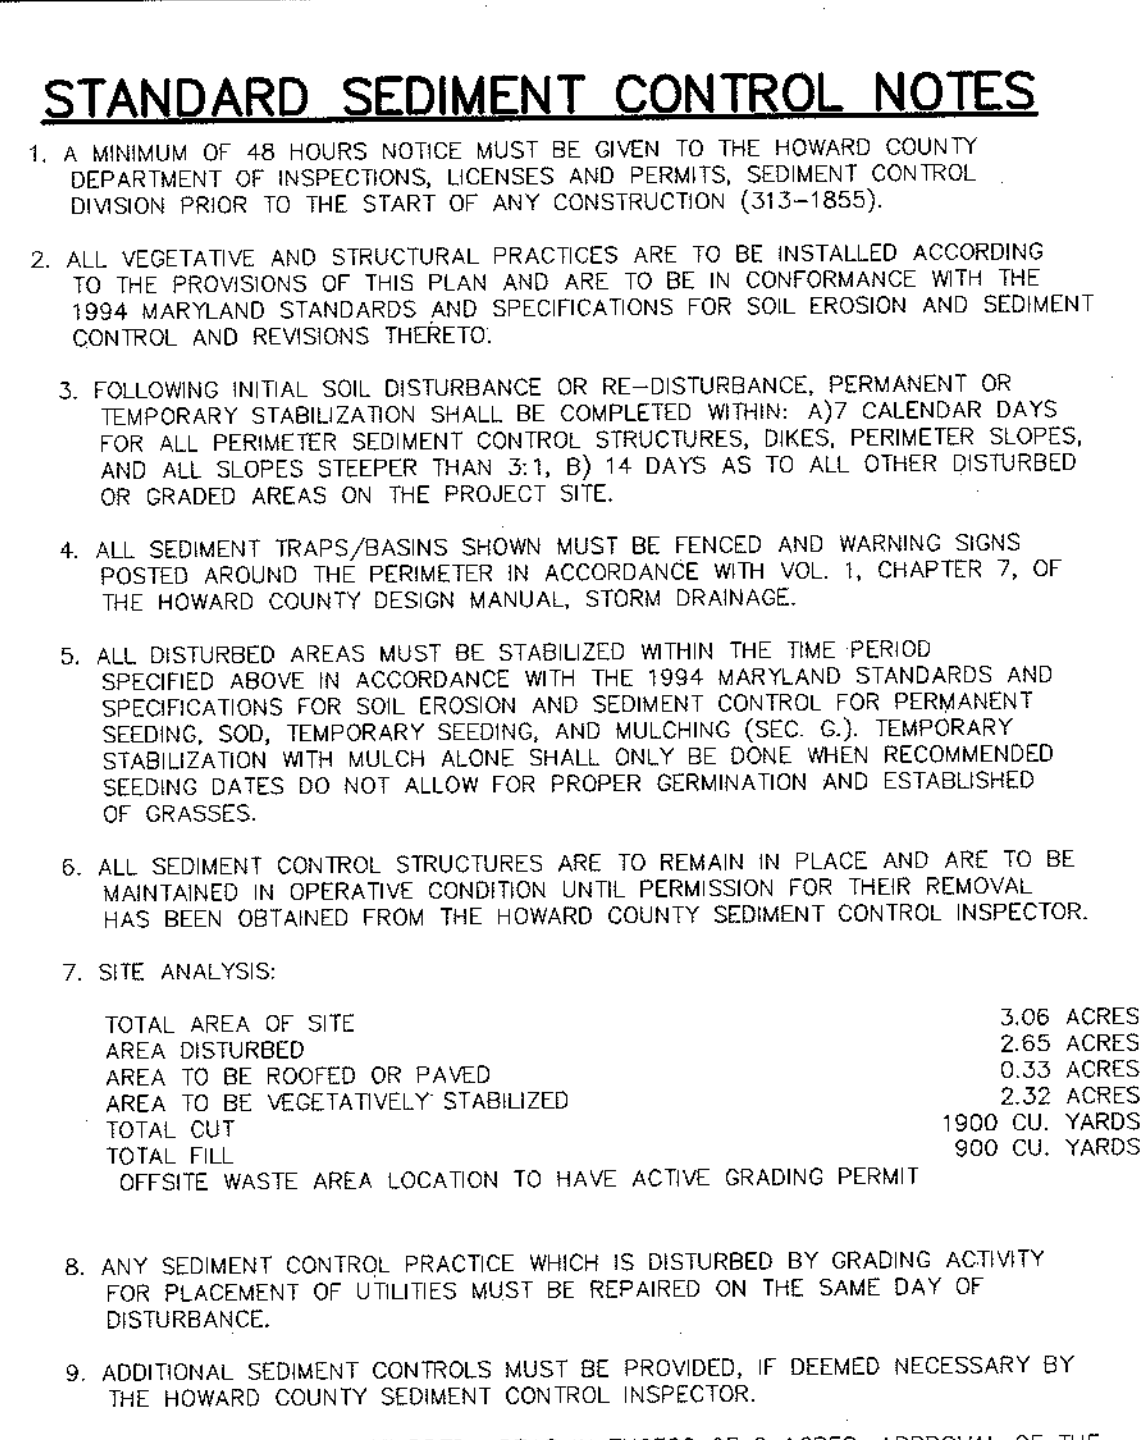 STANDARD SEDIMENT CONTROL NOTES
1. A MINIMUM OF 48 HOURS NOTICE MUST BE GIVEN TO THE HOWARD COUNTY
DEPARTMENT OF INSPECTIONS, LICENSES AND PERMITS, SEDIMENT CONTROL
DIVISION PRIOR TO THE START OF ANY CONSTRUCTION (313-1855).
2. ALL VEGETATIVE AND STRUCTURAL PRACTICES ARE TO BE INSTALLED ACCORDING
TO THE PROVISIONS OF THIS PLAN AND ARE TO BE IN CONFORMANCE WITH THE
1994 MARYLAND STANDARDS AND SPECIFICATIONS FOR SOIL EROSION AND SEDIMENT
CONTROL AND REVISIONS THERETO.
3. FOLLOWING INITIAL SOIL DISTURBANCE OR RE-DISTURBANCE, PERMANENT OR
TEMPORARY STABILIZATION SHALL BE COMPLETED WITHIN: A)7 CALENDAR DAYS
FOR ALL PERIMETER SEDIMENT CONTROL STRUCTURES, DIKES, PERIMETER SLOPES,
AND ALL SLOPES STEEPER THAN 3:1, B) 14 DAYS AS TO ALL OTHER DISTURBED
OR GRADED AREAS ON THE PROJECT SITE.
4. ALL SEDIMENT TRAPS/BASINS SHOWN MUST BE FENCED AND WARNING SIGNS
POSTED AROUND THE PERIMETER IN ACCORDANCE WITH VOL. 1, CHAPTER 7, OF
THE HOWARD COUNTY DESIGN MANUAL, STORM DRAINAGE.
5. ALL DISTURBED AREAS MUST BE STABILIZED WITHIN THE TIME PERIOD
SPECIFIED ABOVE IN ACCORDANCE WITH THE 1994 MARYLAND STANDARDS AND
SPECIFICATIONS FOR SOIL EROSION AND SEDIMENT CONTROL FOR PERMANENT
SEEDING, SOD, TEMPORARY SEEDING, AND MULCHING (SEC. G.). TEMPORARY
STABILIZATION WITH MULCH ALONE SHALL ONLY BE DONE WHEN RECOMMENDED
SEEDING DATES DO NOT ALLOW FOR PROPER GERMINATION AND ESTABLISHED
OF GRASSES.
6. ALL SEDIMENT CONTROL STRUCTURES ARE TO REMAIN IN PLACE AND ARE TO BE
MAINTAINED IN OPERATIVE CONDITION UNTIL PERMISSION FOR THEIR REMOVAL
HAS BEEN OBTAINED FROM THE HOWARD COUNTY SEDIMENT CONTROL INSPECTOR.
7. SITE ANALYSIS:
TOTAL AREA OF SITE 3.06 ACRES
AREA DISTURBED 2.65 ACRES
AREA TO BE ROOFED OR PAVED 0.33 ACRES
AREA TO BE VEGETATIVELY STABILIZED 2.32 ACRES
TOTAL CUT 1900 CU. YARDS
TOTAL FILL 900 CU. YARDS
OFFSITE WASTE AREA LOCATION TO HAVE ACTIVE GRADING PERMIT
8. ANY SEDIMENT CONTROL PRACTICE WHICH IS DISTURBED BY GRADING ACTIVITY
FOR PLACEMENT OF UTILITIES MUST BE REPAIRED ON THE SAME DAY OF
DISTURBANCE.
9. ADDITIONAL SEDIMENT CONTROLS MUST BE PROVIDED, IF DEEMED NECESSARY BY
THE HOWARD COUNTY SEDIMENT CONTROL INSPECTOR.